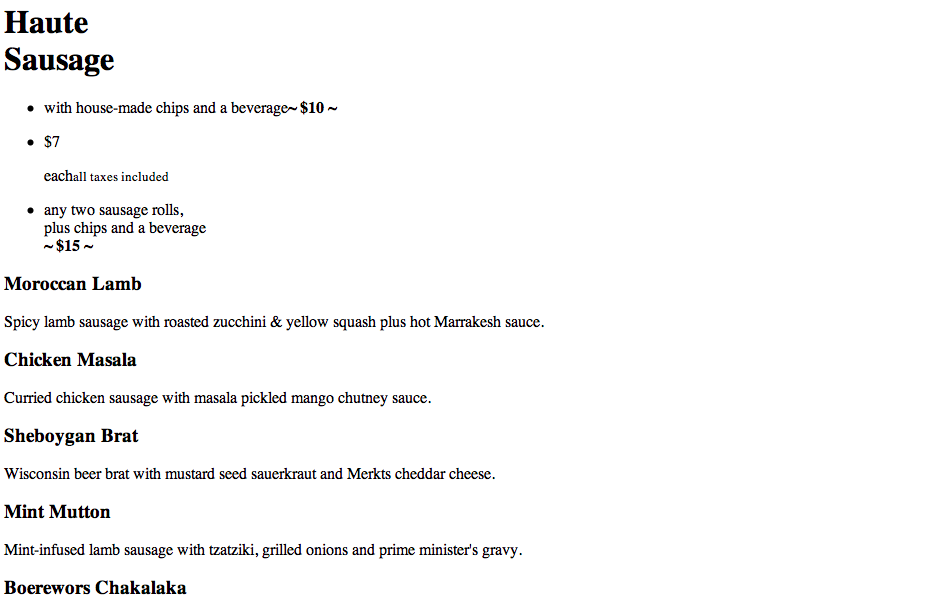 Haute
Sausage
• with house-made chips and a beverage~ $10 ~
• $7
eachall taxes included
• any two sausage rolls,
plus chips and a beverage
~ $15 ~
Moroccan Lamb
Spicy lamb sausage with roasted zucchini & yellow squash plus hot Marrakesh sauce.
Chicken Masala
Curried chicken sausage with masala pickled mango chutney sauce.
Sheboygan Brat
Wisconsin beer brat with mustard seed sauerkraut and Merkts cheddar cheese.
Mint Mutton
Mint-infused lamb sausage with tzatziki, grilled onions and prime minister's gravy.
Boerewors Chakalaka